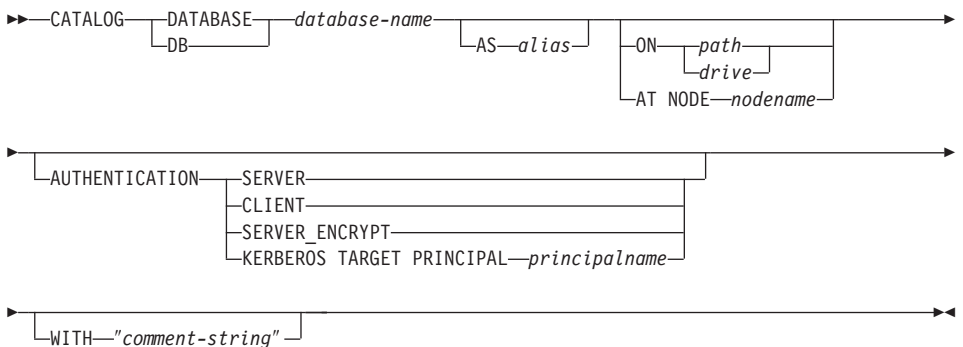 CATALOG DATABASE database-name
DB AS alias ON path
drive
AT NODE nodename
AUTHENTICATION SERVER
CLIENT
SERVER_ENCRYPT
KERBEROS TARGET PRINCIPAL principalname
WITH "comment-string"